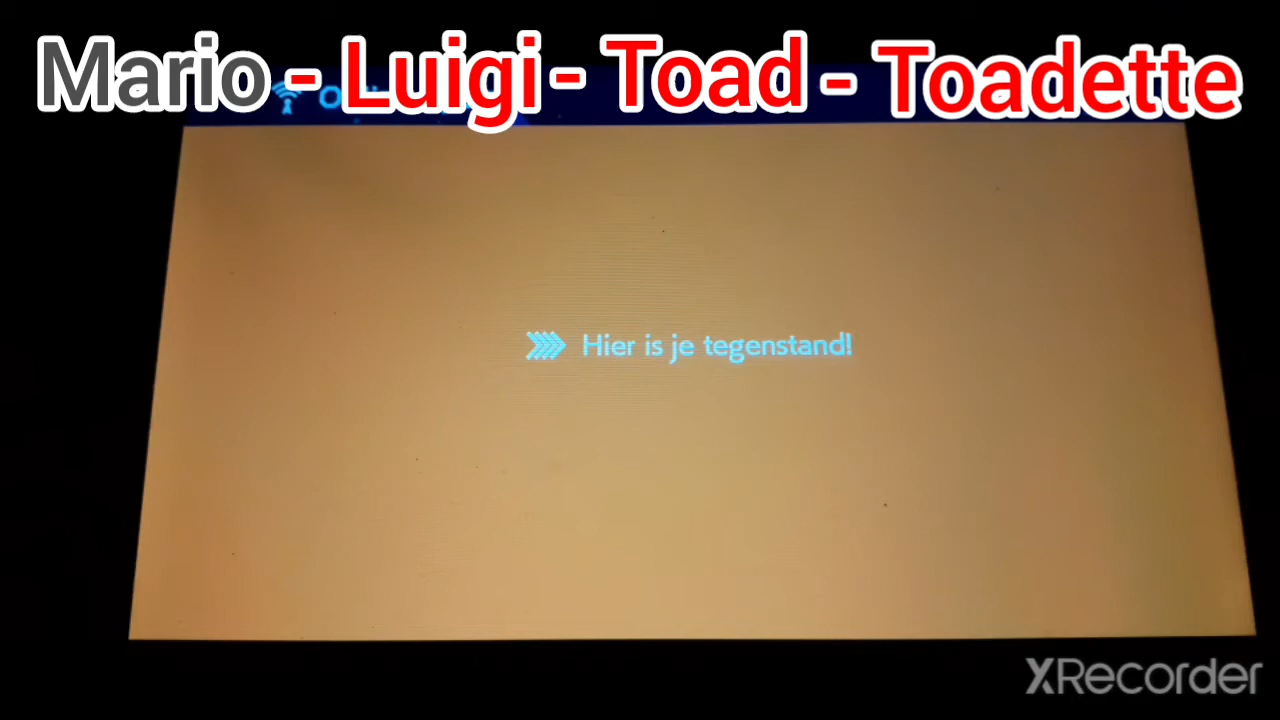 Mario - Luigi - Toad - Toadette
Hier is je tegenstand!
XRecorder